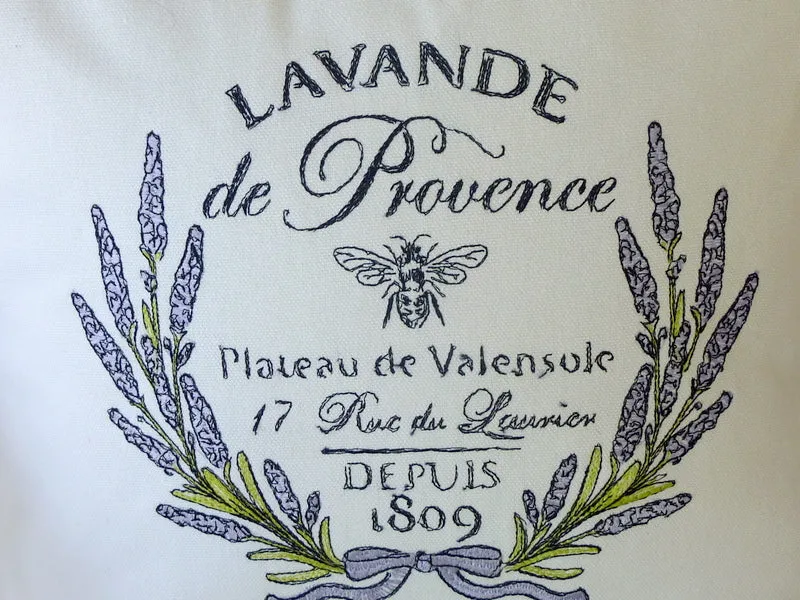 LAVANDE
de Provence
Plateau de Valensole
17 Rue du Laurier
DEPUIS
1809